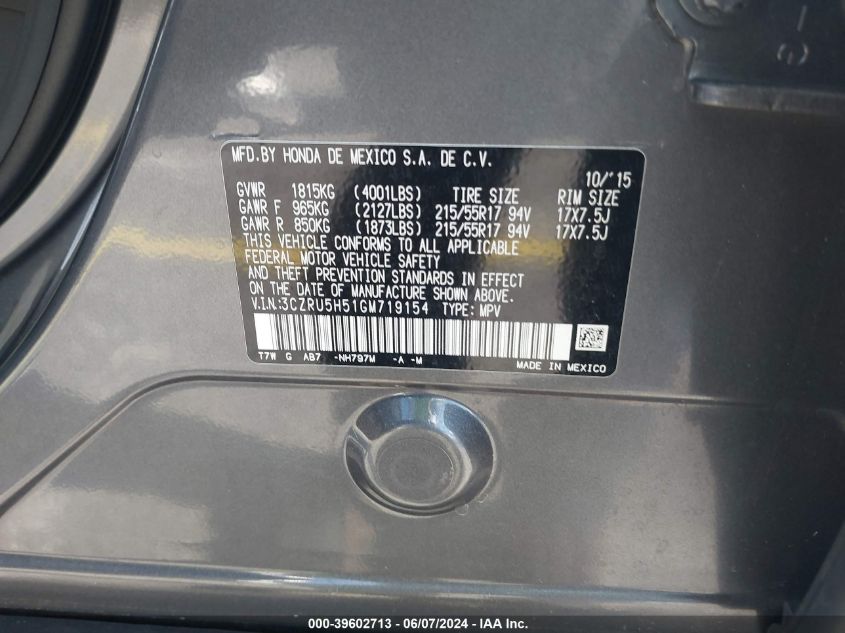 MFD.BY HONDA DE MEXICO S.A. DE C.V.
10/'15
GVWR 1815KG (4001LBS) TIRE SIZE RIM SIZE
GAWR F 965KG (2127LBS) 215/55R17 94V 17X7.5J
GAWR R 850KG (1873LBS) 215/55R17 94V 17X7.5J
THIS VEHICLE CONFORMS TO ALL APPLICABLE
FEDERAL MOTOR VEHICLE SAFETY
AND THEFT PREVENTION STANDARDS IN EFFECT
ON THE DATE OF MANUFACTURE SHOWN ABOVE.
V.I.N:3CZRU5H51GM719154 TYPE: MPV
T7W G AB7 -NH797M -A -M
MADE IN MEXICO
000-39602713 - 06/07/2024 - IAA Inc.